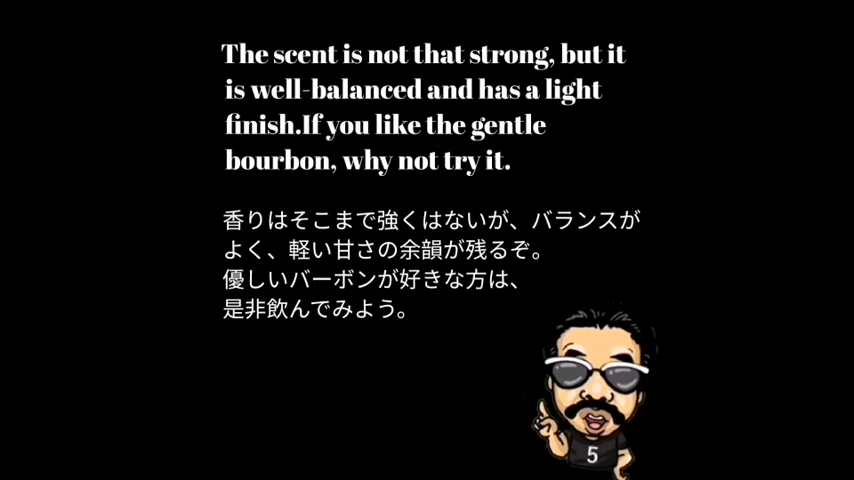 The scent is not that strong, but it
is well-balanced and has a light
finish.If you like the gentle
bourbon, why not try it.
香りはそこまで強くはないが、バランスが
よく、軽い甘さの余韻が残るぞ。
優しいバーボンが好きな方は、
是非飲んでみよう。
5